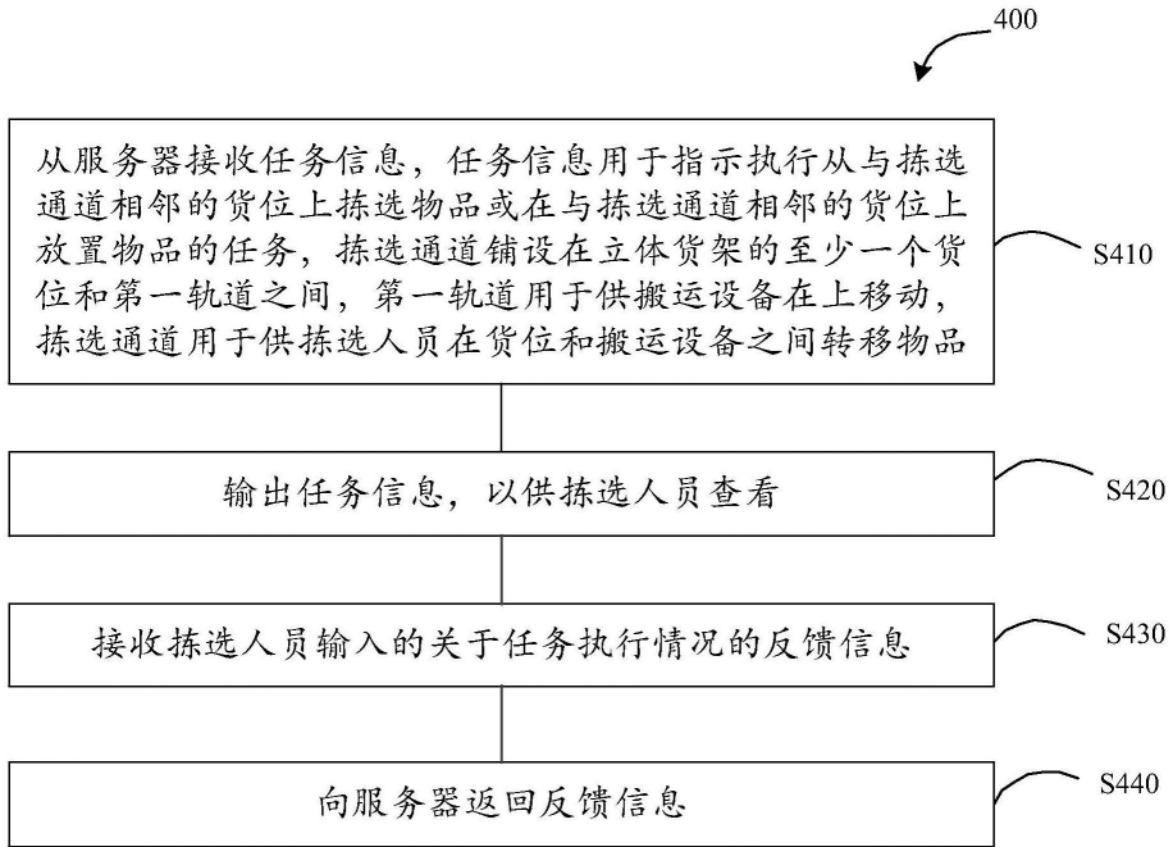 400
从服务器接收任务信息，任务信息用于指示执行从与拣选
通道相邻的货位上拣选物品或在与拣选通道相邻的货位上
放置物品的任务，拣选通道铺设在立体货架的至少一个货
位和第一轨道之间，第一轨道用于供搬运设备在上移动，
拣选通道用于供拣选人员在货位和搬运设备之间转移物品
S410
输出任务信息，以供拣选人员查看
S420
接收拣选人员输入的关于任务执行情况的反馈信息
S430
向服务器返回反馈信息
S440